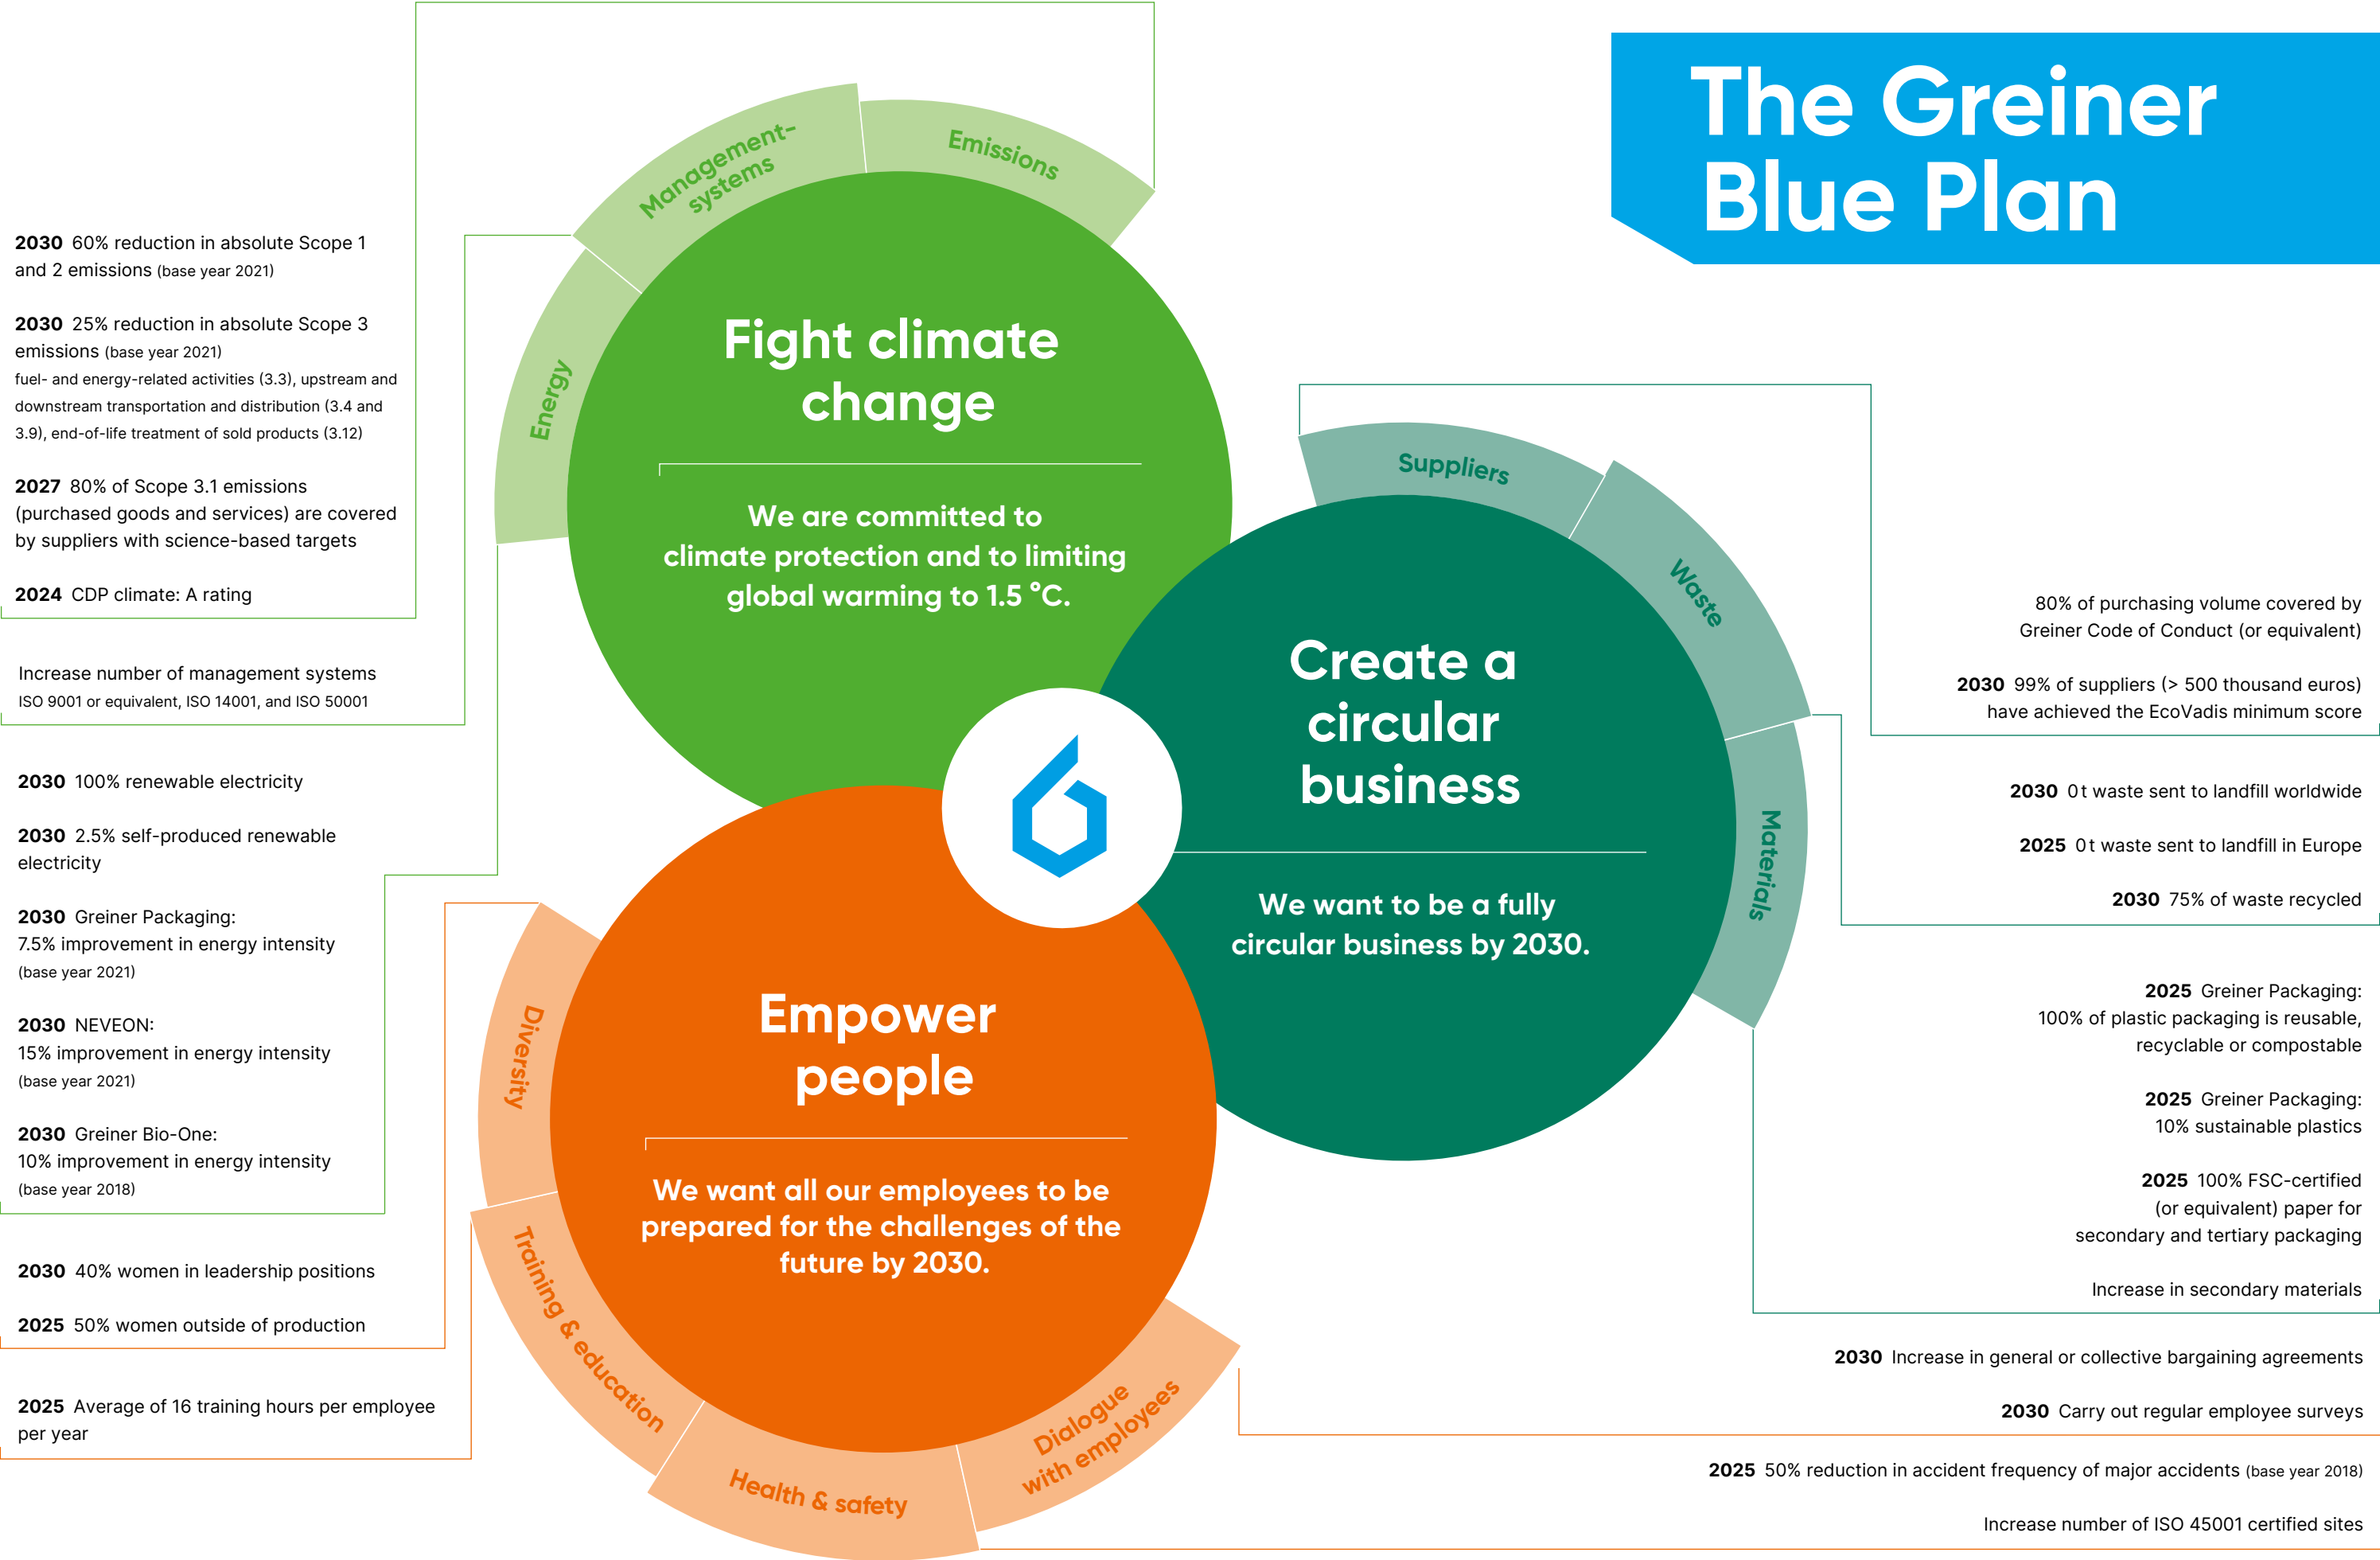 The Greiner
Blue Plan
Management-
systems
Emissions
Energy
Fight climate
change
We are committed to
climate protection and to limiting
global warming to 1.5 °C.
2030 60% reduction in absolute Scope 1
and 2 emissions (base year 2021)
2030 25% reduction in absolute Scope 3
emissions (base year 2021)
fuel- and energy-related activities (3.3), upstream and
downstream transportation and distribution (3.4 and
3.9), end-of-life treatment of sold products (3.12)
2027 80% of Scope 3.1 emissions
(purchased goods and services) are covered
by suppliers with science-based targets
2024 CDP climate: A rating
Increase number of management systems
ISO 9001 or equivalent, ISO 14001, and ISO 50001
2030 100% renewable electricity
2030 2.5% self-produced renewable
electricity
2030 Greiner Packaging:
7.5% improvement in energy intensity
(base year 2021)
2030 NEVEON:
15% improvement in energy intensity
(base year 2021)
2030 Greiner Bio-One:
10% improvement in energy intensity
(base year 2018)
Suppliers
Waste
Materials
Create a
circular
business
We want to be a fully
circular business by 2030.
80% of purchasing volume covered by
Greiner Code of Conduct (or equivalent)
2030 99% of suppliers (> 500 thousand euros)
have achieved the EcoVadis minimum score
2030 0t waste sent to landfill worldwide
2025 0t waste sent to landfill in Europe
2030 75% of waste recycled
2025 Greiner Packaging:
100% of plastic packaging is reusable,
recyclable or compostable
2025 Greiner Packaging:
10% sustainable plastics
2025 100% FSC-certified
(or equivalent) paper for
secondary and tertiary packaging
Increase in secondary materials
Diversity
Training & education
Health & safety
Dialogue
with employees
Empower
people
We want all our employees to be
prepared for the challenges of the
future by 2030.
2030 40% women in leadership positions
2025 50% women outside of production
2025 Average of 16 training hours per employee
per year
2030 Increase in general or collective bargaining agreements
2030 Carry out regular employee surveys
2025 50% reduction in accident frequency of major accidents (base year 2018)
Increase number of ISO 45001 certified sites